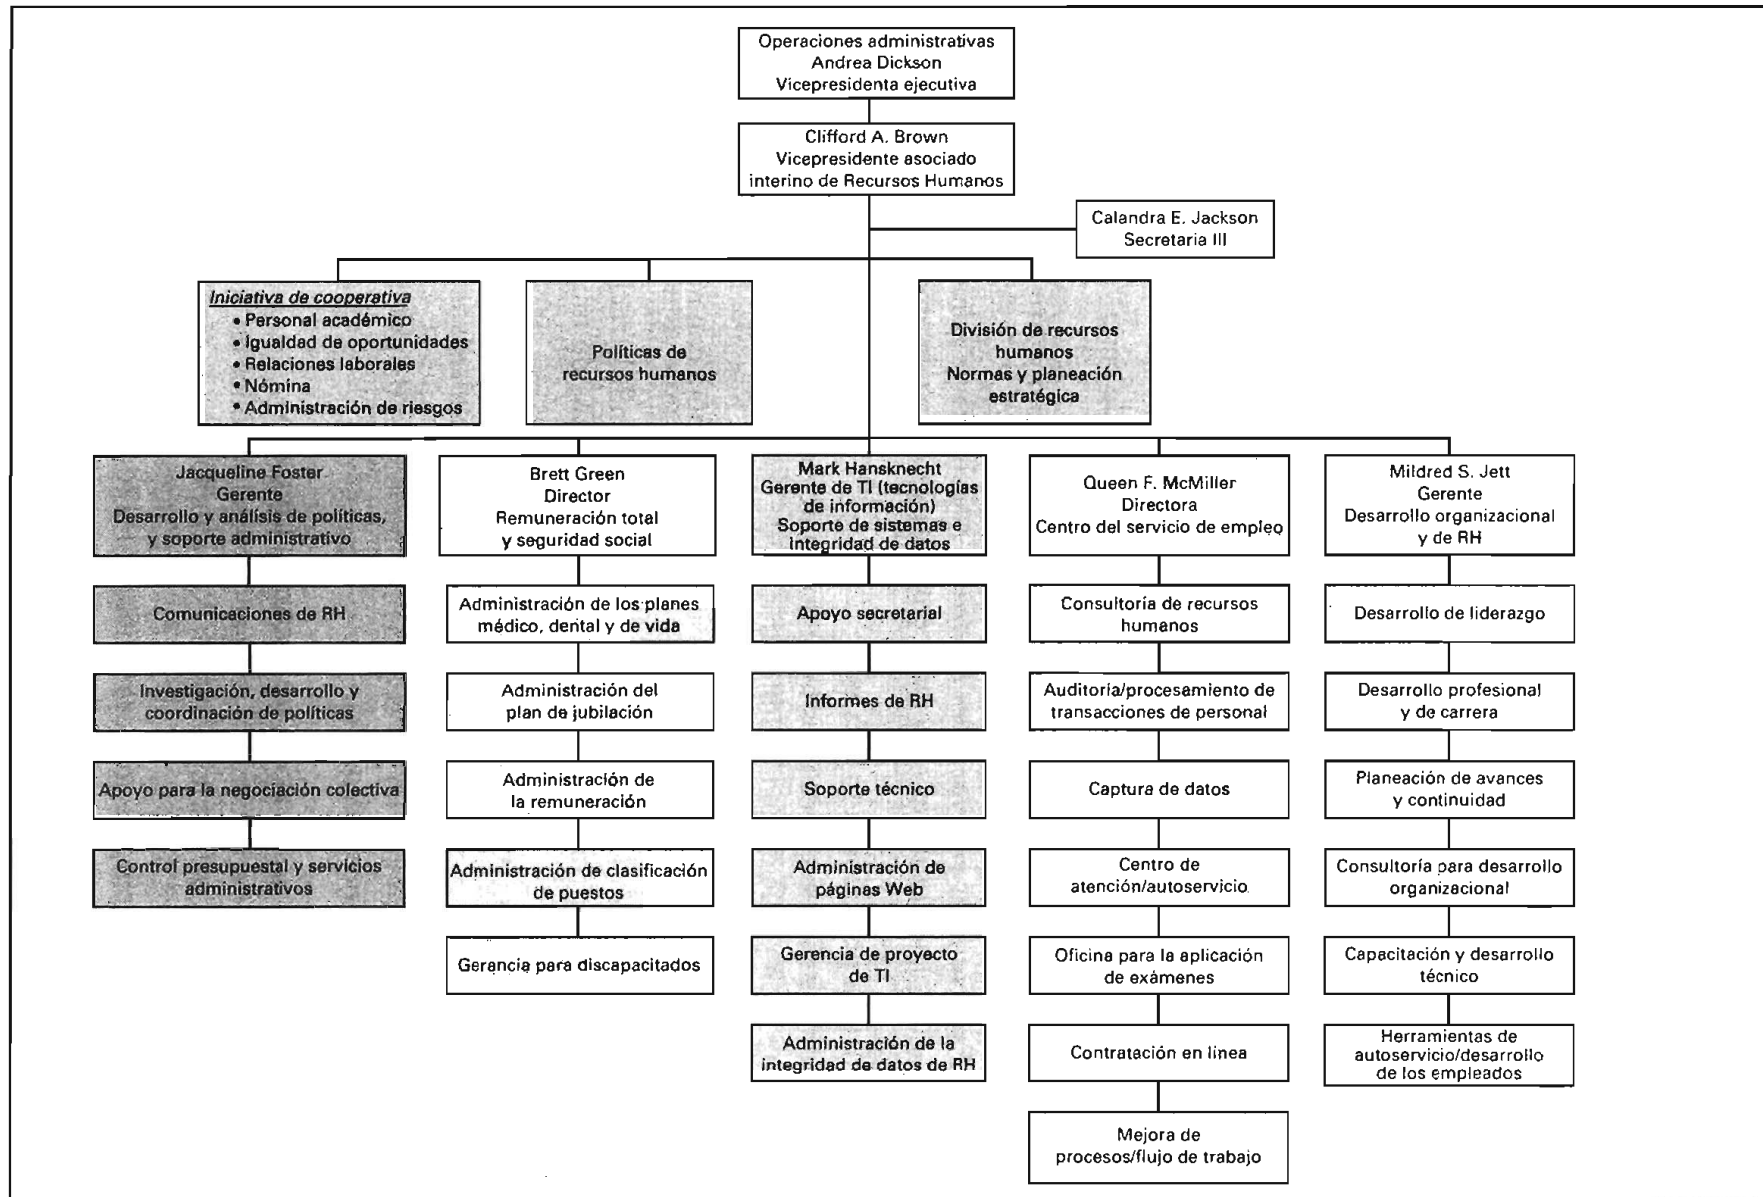 Operaciones administrativas
Andrea Dickson
Vicepresidenta ejecutiva
Clifford A. Brown
Vicepresidente asociado
interino de Recursos Humanos
Calandra E. Jackson
Secretaria III
Iniciativa de cooperativa
• Personal académico
• Igualdad de oportunidades
• Relaciones laborales
• Nómina
• Administración de riesgos
Políticas de
recursos humanos
División de recursos
humanos
Normas y planeación
estratégica
Jacqueline Foster
Gerente
Desarrollo y análisis de políticas,
y soporte administrativo
Comunicaciones de RH
Investigación, desarrollo y
coordinación de políticas
Apoyo para la negociación colectiva
Control presupuestal y servicios
administrativos
Brett Green
Director
Remuneración total
y seguridad social
Administración de los planes
médico, dental y de vida
Administración del
plan de jubilación
Administración de
la remuneración
Administración de clasificación
de puestos
Gerancia para discapacitados
Mark Hansknecht
Gerente de TI (tecnologías
de información)
Soporte de sistemas e
integridad de datos
Apoyo secretarial
Informes de RH
Soporte técnico
Administración de
páginas Web
Gerencia de proyecto
de TI
Administración de la
integridad de datos de RH
Queen F. McMiller
Directora
Centro del servicio de empleo
Consultoría de recursos
humanos
Auditoría/procesamiento de
transacciones de personal
Captura de datos
Centro de
atención/autoservicio
Oficina para la aplicación
de exámenes
Contratación en línea
Mejora de
procesos/flujo de trabajo
Mildred S. Jett
Gerente
Desarrollo organizacional
y de RH
Desarrollo de liderazgo
Desarrollo profesional
y de carrera
Planeación de avances
y continuidad
Consultoría para desarrollo
organizacional
Capacitación y desarrollo
técnico
Herramientas de
autoservicio/desarrollo
de los empleados